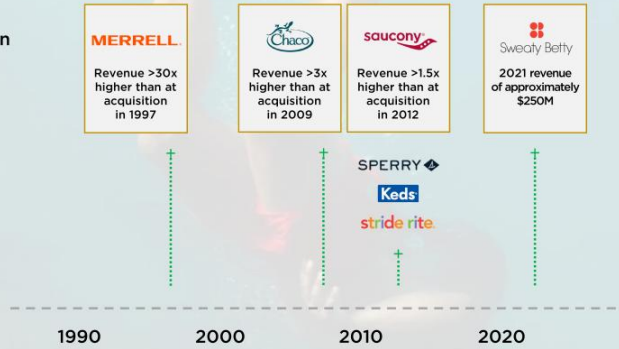 n
MERRELL
Revenue >30x
higher than at
acquisition
in 1997
Chaco
Revenue >3x
higher than at
acquisition
in 2009
saucony
Revenue >1.5x
higher than at
acquisition
in 2012
Sweaty Betty
2021 revenue
of approximately
$250M
SPERRY
Keds
stride rite.
1990 2000 2010 2020